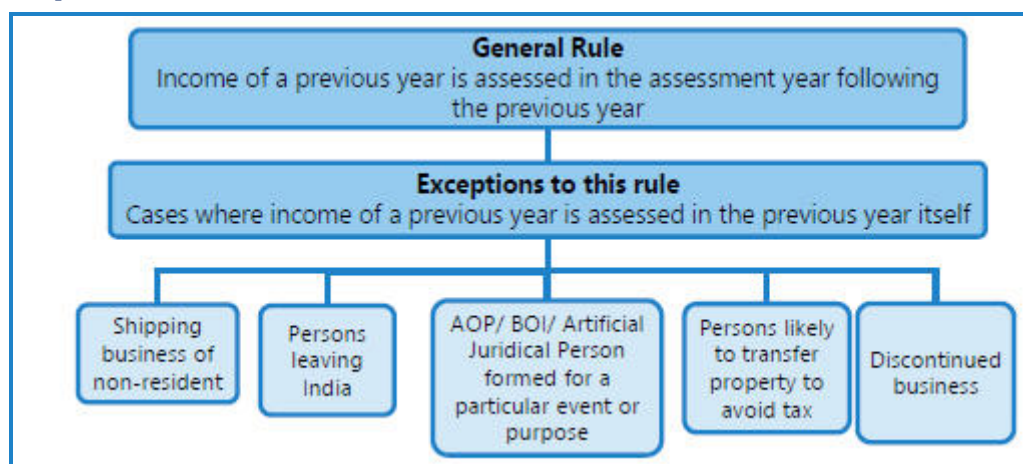 General Rule
Income of a previous year is assessed in the assessment year following
the previous year
Exceptions to this rule
Cases where income of a previous year is assessed in the previous year itself
Shipping
business of
non-resident
Persons
leaving
India
AOP/ BOI/ Artificial
Juridical Person
formed for a
particular event or
purpose
Persons likely
to transfer
property to
avoid tax
Discontinued
business